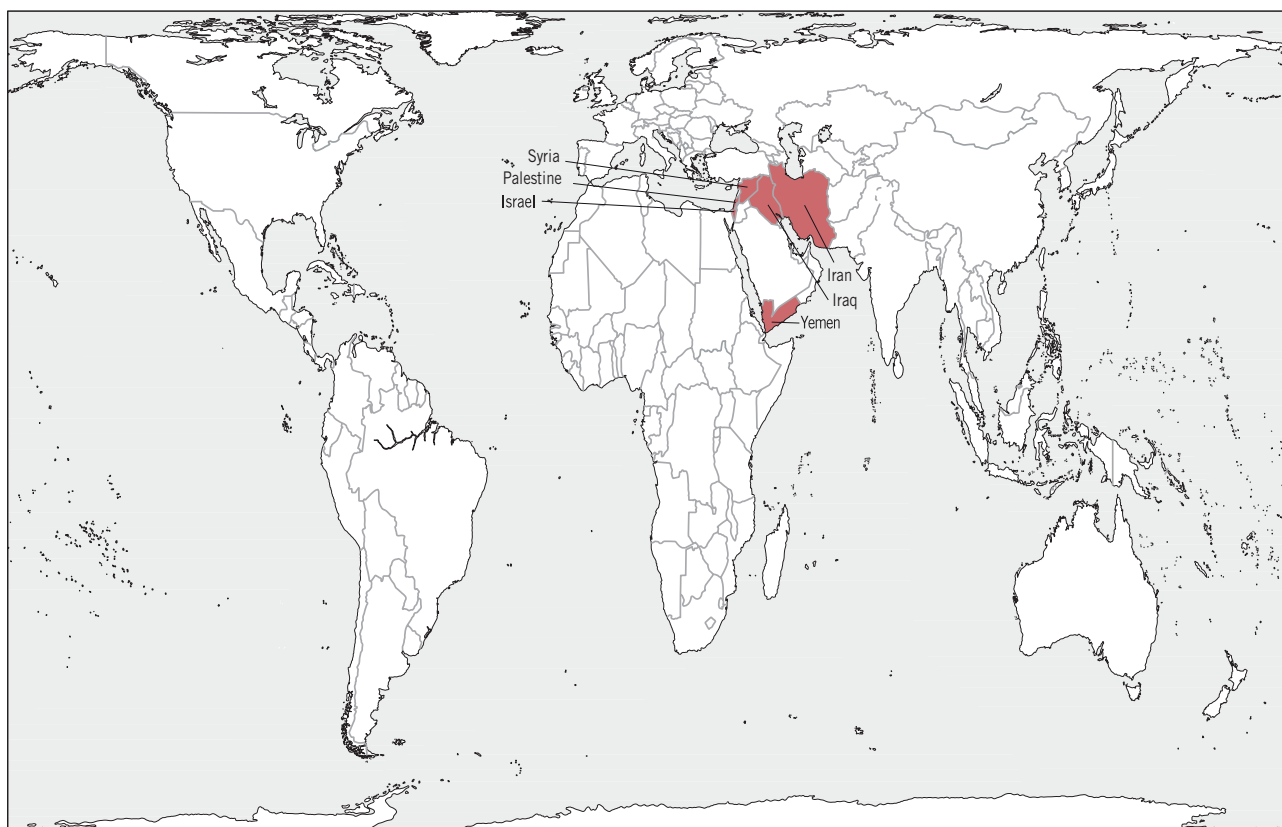 Syria
Palestine
Israel
Iran
Iraq
Yemen